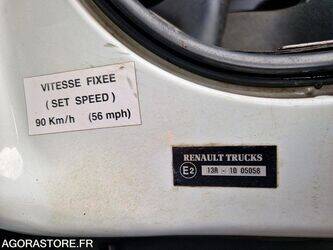 VITESSE FIXEE
(SET SPEED)
90 Km/h (56 mph)
RENAULT TRUCKS
E2 13R - 10 05058
AGORASTORE.FR